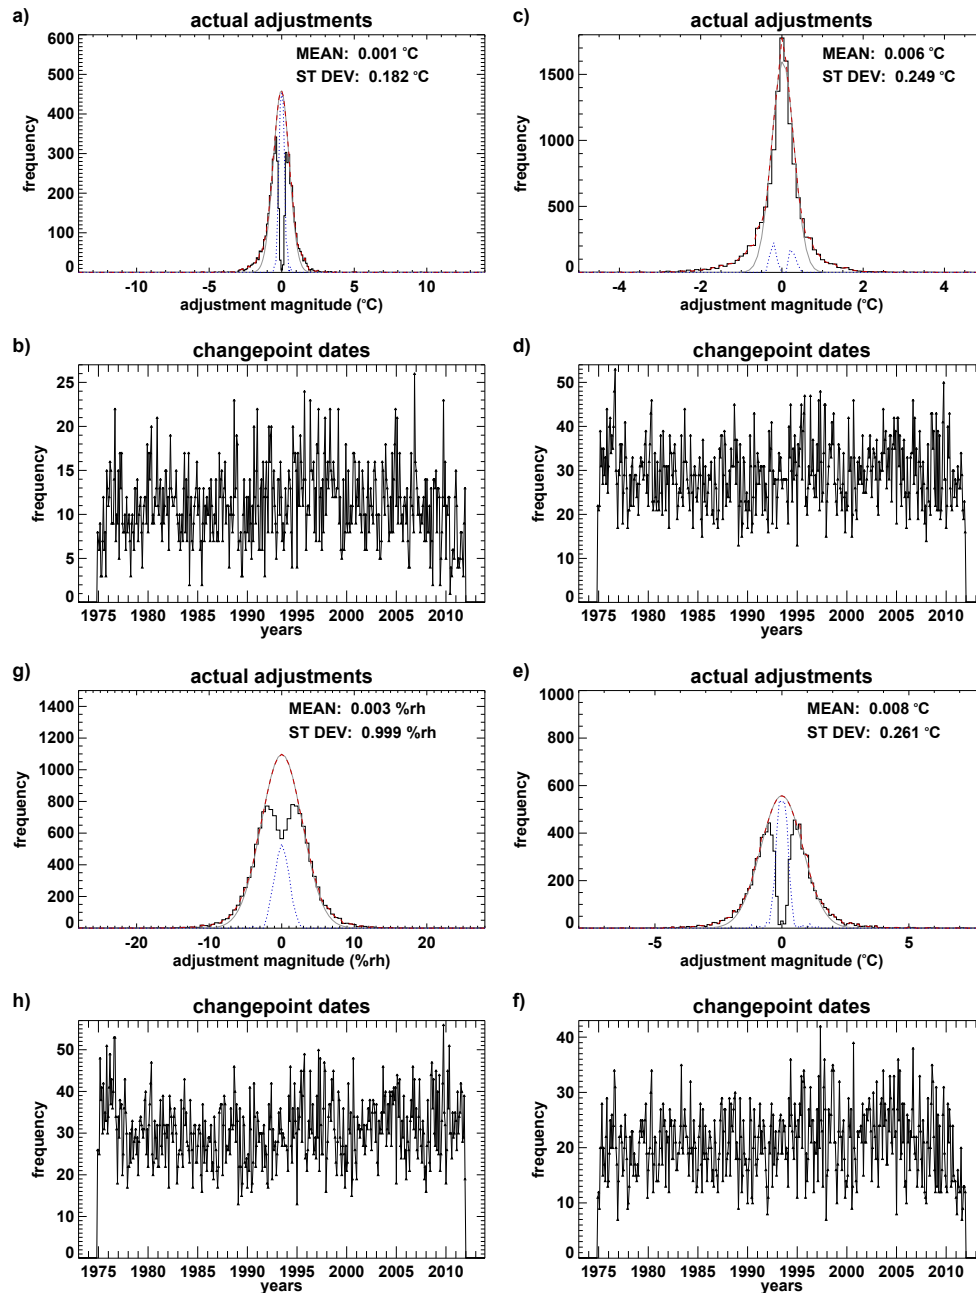 a)
actual adjustments
MEAN: 0.001 °C
ST DEV: 0.182 °C
frequency
600
500
400
300
200
100
0
-10 -5 0 5 10
adjustment magnitude (°C)
c)
actual adjustments
MEAN: 0.006 °C
ST DEV: 0.249 °C
frequency
1500
1000
500
0
-4 -2 0 2 4
adjustment magnitude (°C)
b)
changepoint dates
frequency
25
20
15
10
5
0
1975 1980 1985 1990 1995 2000 2005 2010
years
d)
changepoint dates
frequency
50
40
30
20
10
0
1975 1980 1985 1990 1995 2000 2005 2010
years
g)
actual adjustments
MEAN: 0.003 %rh
ST DEV: 0.999 %rh
frequency
1400
1200
1000
800
600
400
200
0
-20 -10 0 10 20
adjustment magnitude (%rh)
e)
actual adjustments
MEAN: 0.008 °C
ST DEV: 0.261 °C
frequency
1000
800
600
400
200
0
-5 0 5
adjustment magnitude (°C)
h)
changepoint dates
frequency
50
40
30
20
10
0
1975 1980 1985 1990 1995 2000 2005 2010
years
f)
changepoint dates
frequency
40
30
20
10
0
1975 1980 1985 1990 1995 2000 2005 2010
years